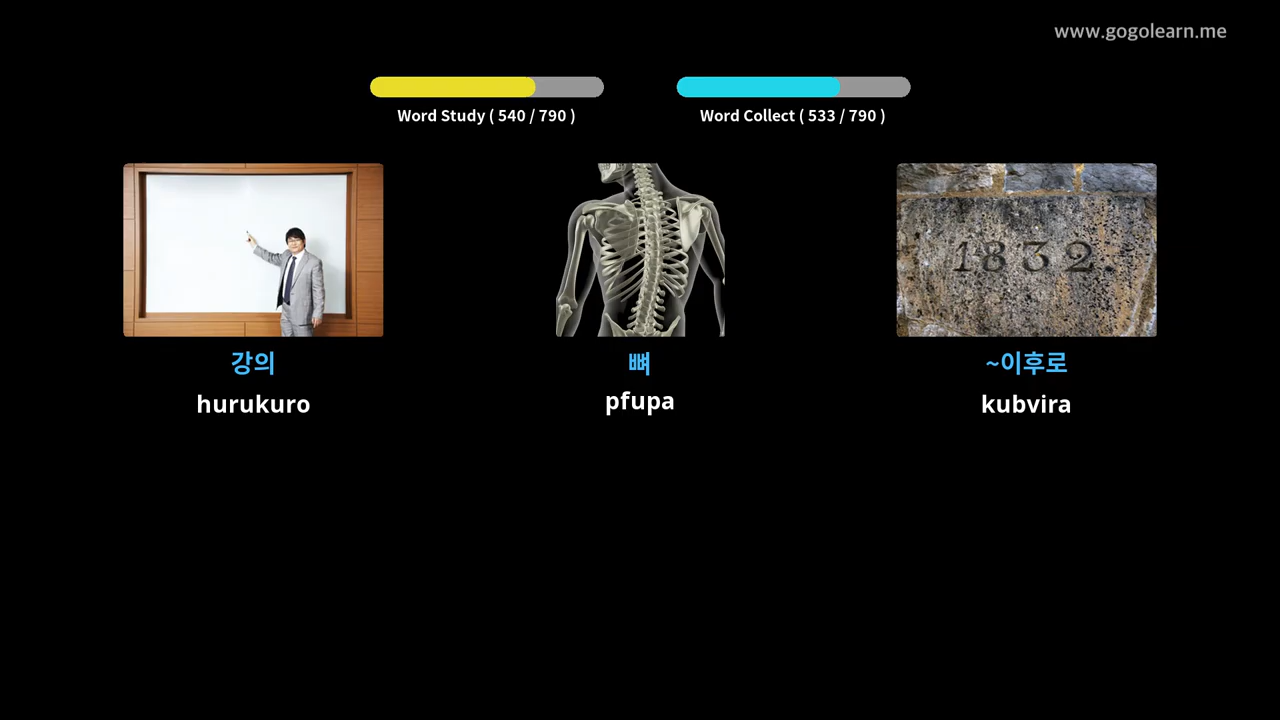 www.gogolearn.me
Word Study ( 540 / 790 )
Word Collect ( 533 / 790 )
1832.
강의
뼈
~이후로
hurukuro
pfupa
kubvira